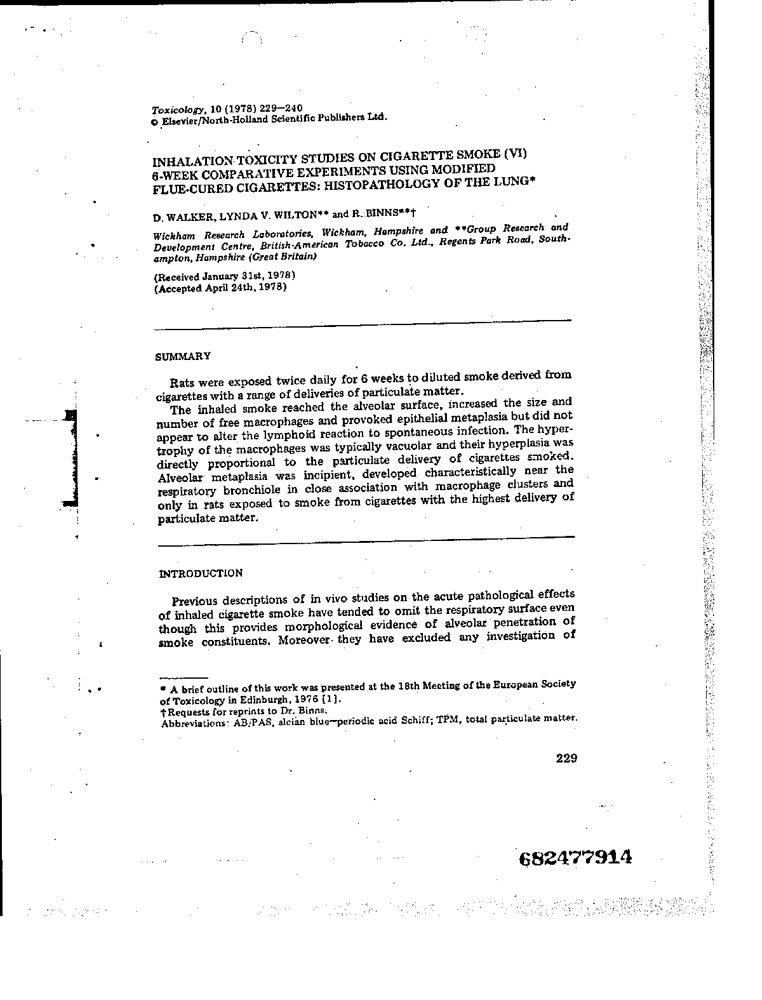 Toxicology, 10 (1978) 229—240
© Elsevier/North-Holland Scientific Publishers Ltd.
INHALATION TOXICITY STUDIES ON CIGARETTE SMOKE (VI)
6-WEEK COMPARATIVE EXPERIMENTS USING MODIFIED
FLUE-CURED CIGARETTES: HISTOPATHOLOGY OF THE LUNG*
D. WALKER, LYNDA V. WILTON** and R. BINNS**†
Wickham Research Laboratories, Wickham, Hampshire and **Group Research and
Development Centre, British-American Tobacco Co. Ltd., Regents Park Road, South-
ampton, Hampshire (Great Britain)
(Received January 31st, 1978)
(Accepted April 24th, 1978)
SUMMARY
Rats were exposed twice daily for 6 weeks to diluted smoke derived from
cigarettes with a range of deliveries of particulate matter.
The inhaled smoke reached the alveolar surface, increased the size and
number of free macrophages and provoked epithelial metaplasia but did not
appear to alter the lymphoid reaction to spontaneous infection. The hyper-
trophy of the macrophages was typically vacuolar and their hyperplasia was
directly proportional to the particulate delivery of cigarettes smoked.
Alveolar metaplasia was incipient, developed characteristically near the
respiratory bronchiole in close association with macrophage clusters and
only in rats exposed to smoke from cigarettes with the highest delivery of
particulate matter.
INTRODUCTION
Previous descriptions of in vivo studies on the acute pathological effects
of inhaled cigarette smoke have tended to omit the respiratory surface even
though this provides morphological evidence of alveolar penetration of
smoke constituents. Moreover they have excluded any investigation of
* A brief outline of this work was presented at the 18th Meeting of the European Society
of Toxicology in Edinburgh, 1976 [1].
† Requests for reprints to Dr. Binns.
Abbreviations: AB/PAS, alcian blue—periodic acid Schiff; TPM, total particulate matter.
229
682477914